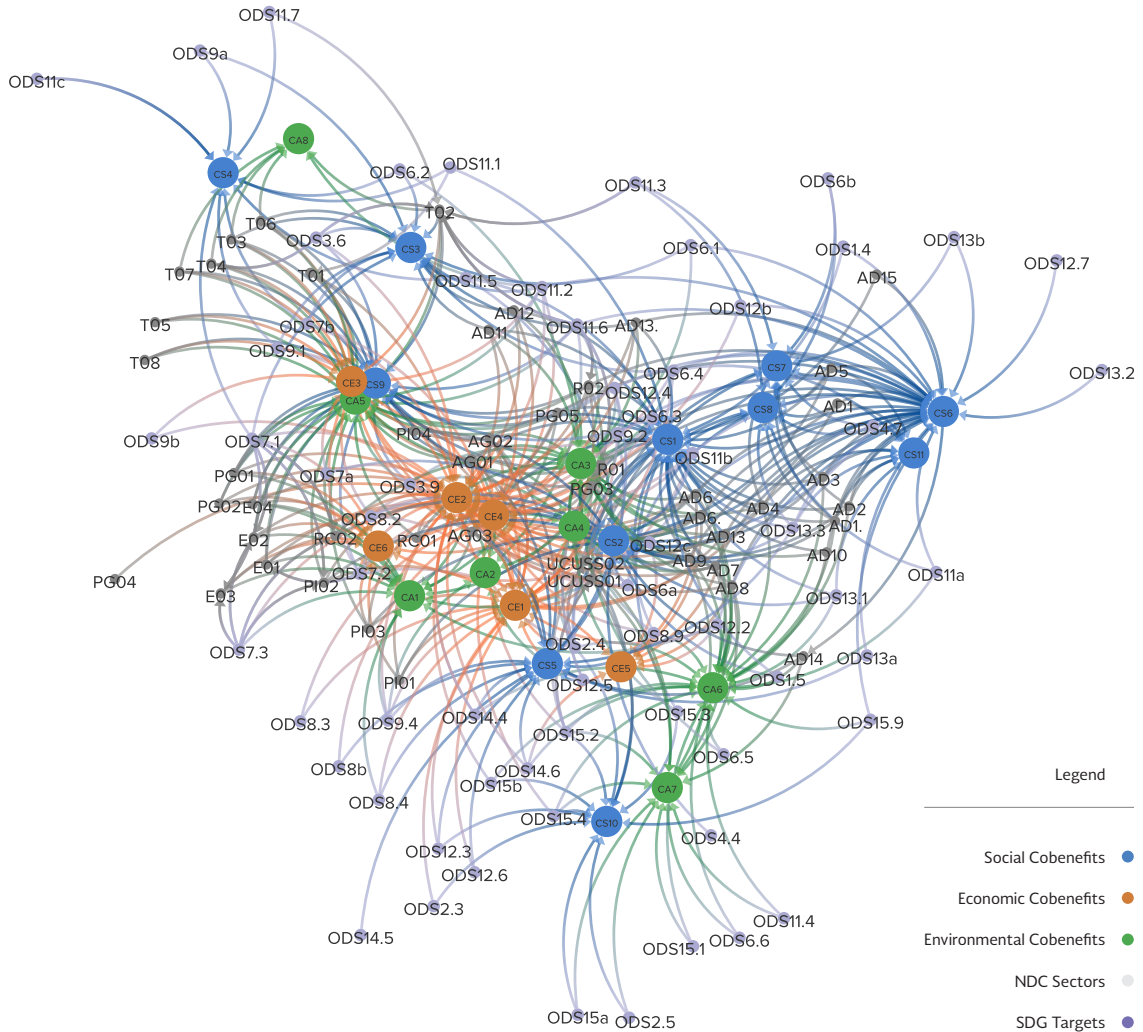 ODS11.7
ODS9a
ODS11c
CA8
CS4
ODS6.2
ODS11.1
ODS11.3
ODS6b
T02
T06
T03
ODS3.6
CS3
ODS6.1
ODS1.4
ODS13b
ODS12.7
T07
T04
T01
ODS11.5
ODS11.2
AD15
ODS12b
T05
ODS7b
AD12
AD11
ODS11.6
AD13.
T08
ODS9.1
CE3
CS9
CA5
R02
ODS12.4
ODS6.4
CS7
AD5
ODS13.2
PG05
ODS6.3
CS8
AD1
CS6
ODS9b
ODS7.1
PI04
AG02
ODS9.2
CS1
ODS4.7
CS11
PG01
ODS7a
AG01
CA3
R01
ODS11b
ODS3.9
PG03
AD3
PG02
E04
CE2
AD6
AD4
AD2
ODS8.2
CE4
CA4
AD6.
ODS13.3
AD1.
E02
RC02
RC01
AG03
CS2
ODS12c
AD13
CE6
AD9
AD10
E01
ODS7.2
CA2
UCUSS02
AD7
ODS11a
PG04
PI02
UCUSS01
AD8
E03
CA1
CE1
ODS6a
ODS13.1
PI03
ODS12.2
ODS8.9
ODS7.3
ODS2.4
CS5
CE5
AD14
ODS13a
PI01
ODS12.5
CA6
ODS1.5
ODS8.3
ODS9.4
ODS14.4
ODS15.3
ODS15.9
ODS15.2
ODS8b
ODS14.6
ODS6.5
ODS15b
CA7
ODS8.4
ODS15.4
CS10
ODS4.4
ODS12.3
ODS12.6
ODS2.3
ODS11.4
ODS14.5
ODS15.1
ODS6.6
ODS15a
ODS2.5
Legend
Social Cobenefits
Economic Cobenefits
Environmental Cobenefits
NDC Sectors
SDG Targets